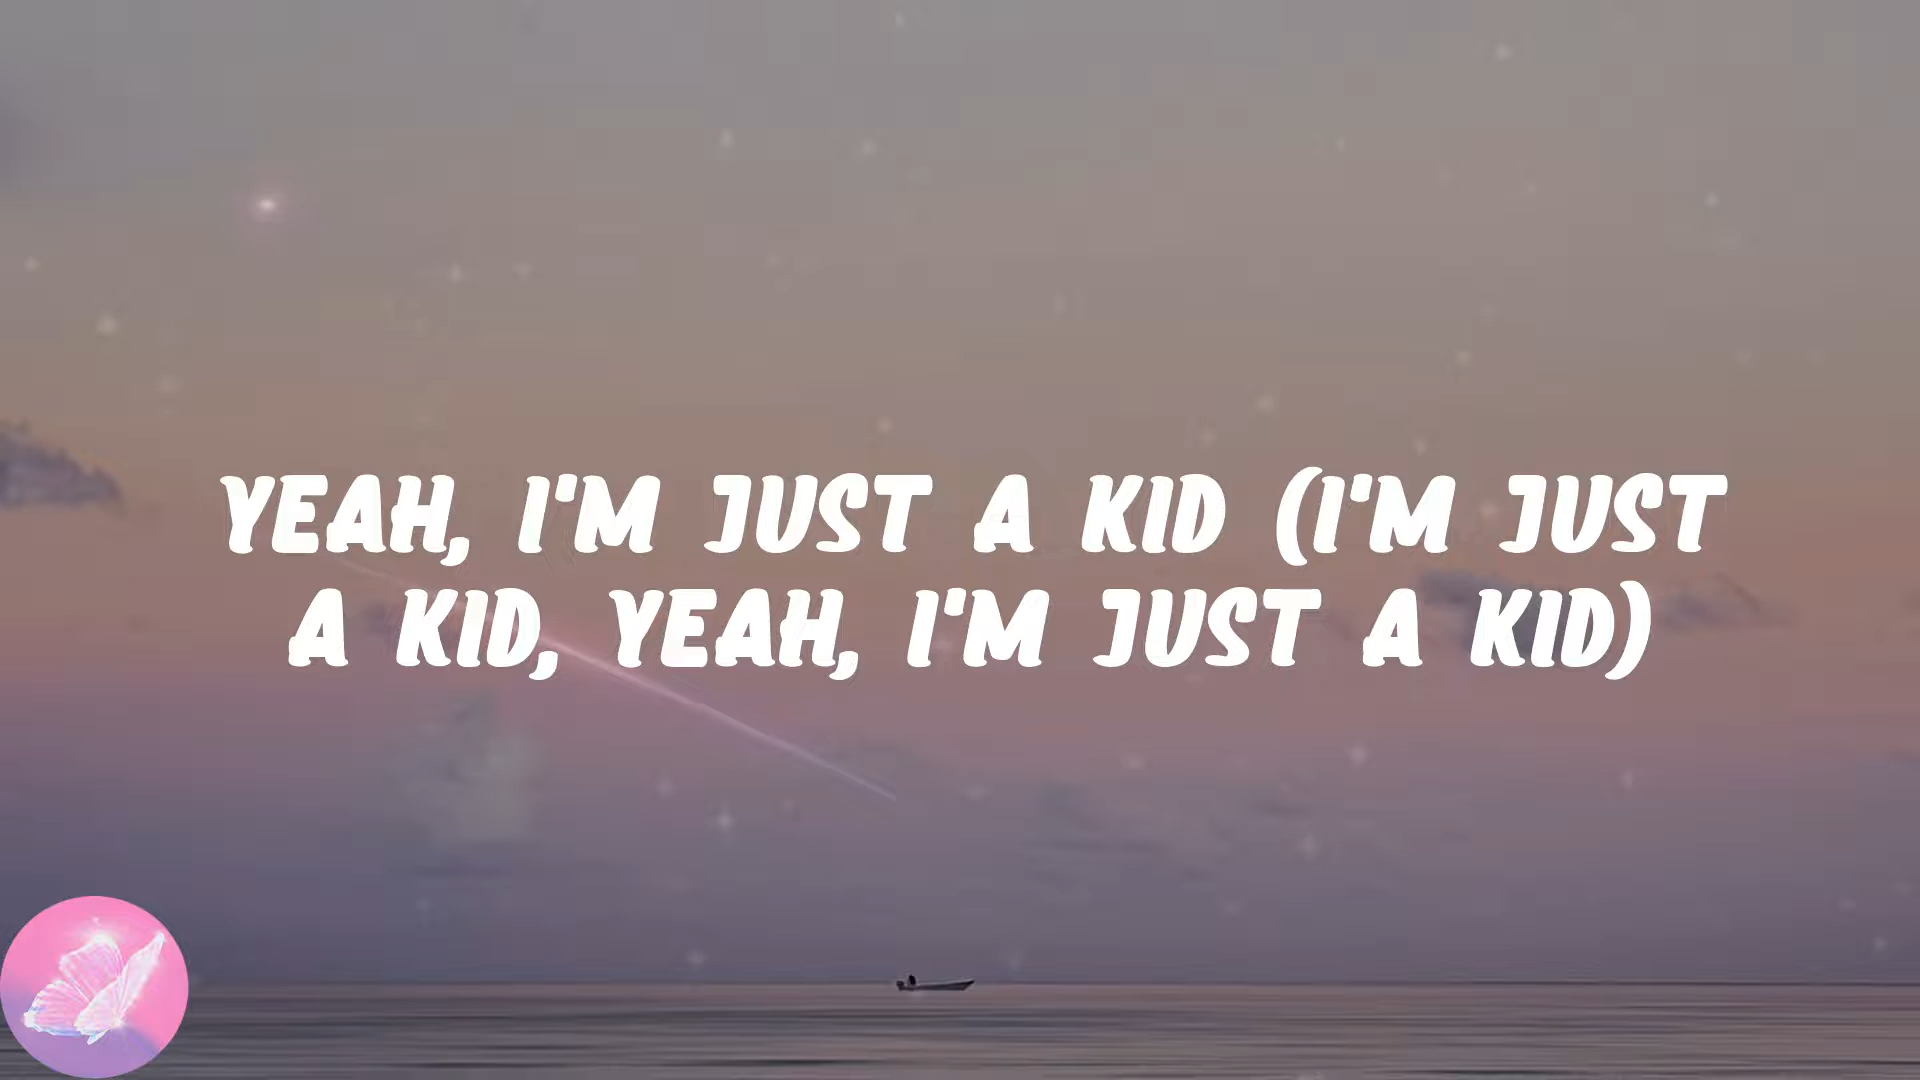 YEAH, I'M JUST A KID (I'M JUST
A KID, YEAH, I'M JUST A KID)